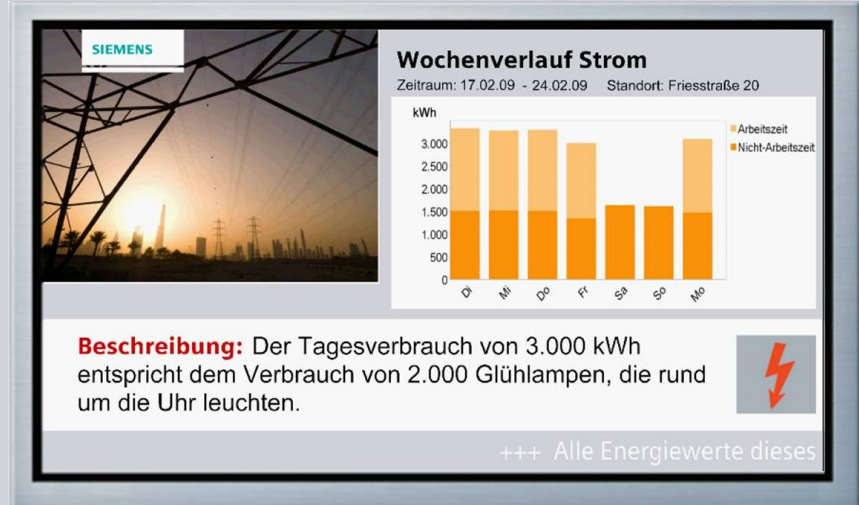 SIEMENS
Wochenverlauf Strom
Zeitraum: 17.02.09 - 24.02.09 Standort: Friesstraße 20
kWh
3.000
2.500
2.000
1.500
1.000
500
0
Di Mi Do Fr Sa So Mo
Arbeitszeit
Nicht-Arbeitszeit
Beschreibung: Der Tagesverbrauch von 3.000 kWh
entspricht dem Verbrauch von 2.000 Glühlampen, die rund
um die Uhr leuchten.
+++ Alle Energiewerte dieses